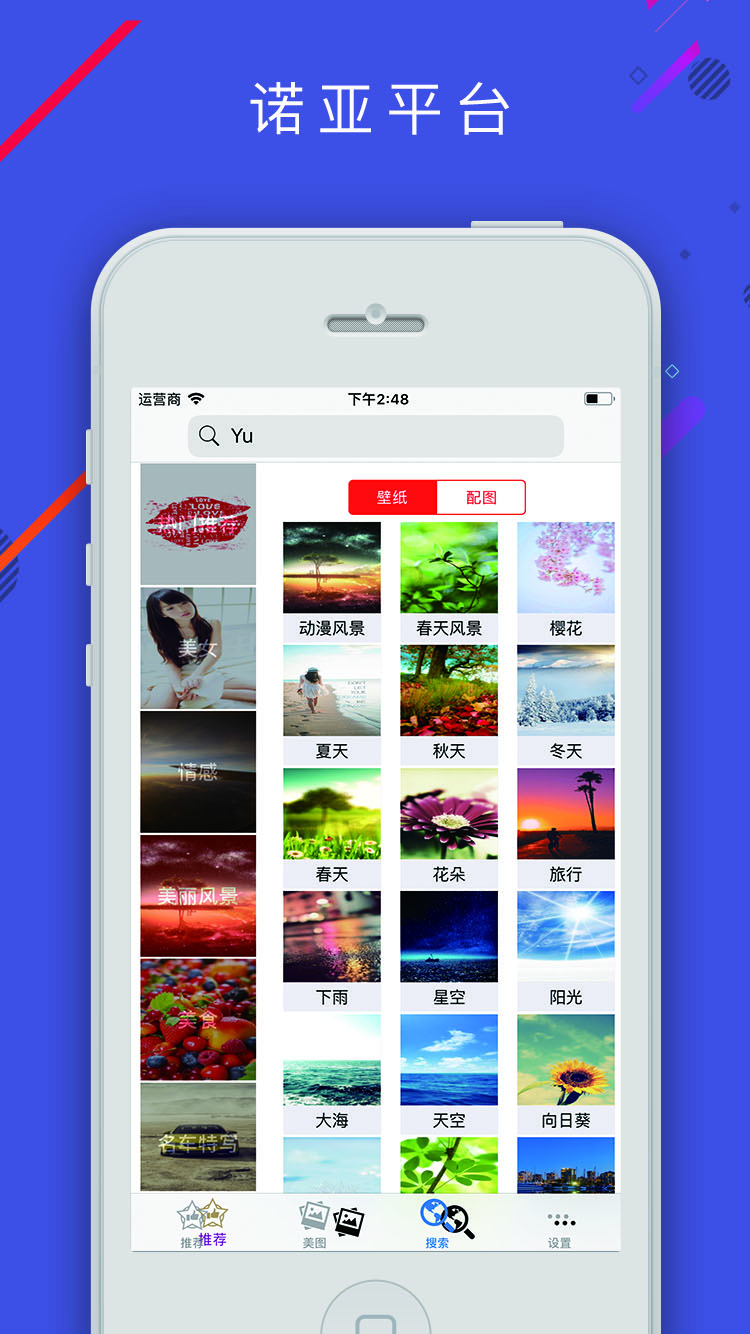 诺亚平台
运营商
下午2:48
Yu
壁纸
配图
热门推荐
美女
情感
美丽风景
美食
名车特写
动漫风景
春天风景
樱花
夏天
秋天
冬天
春天
花朵
旅行
下雨
星空
阳光
大海
天空
向日葵
推荐
推荐
美图
搜索
设置